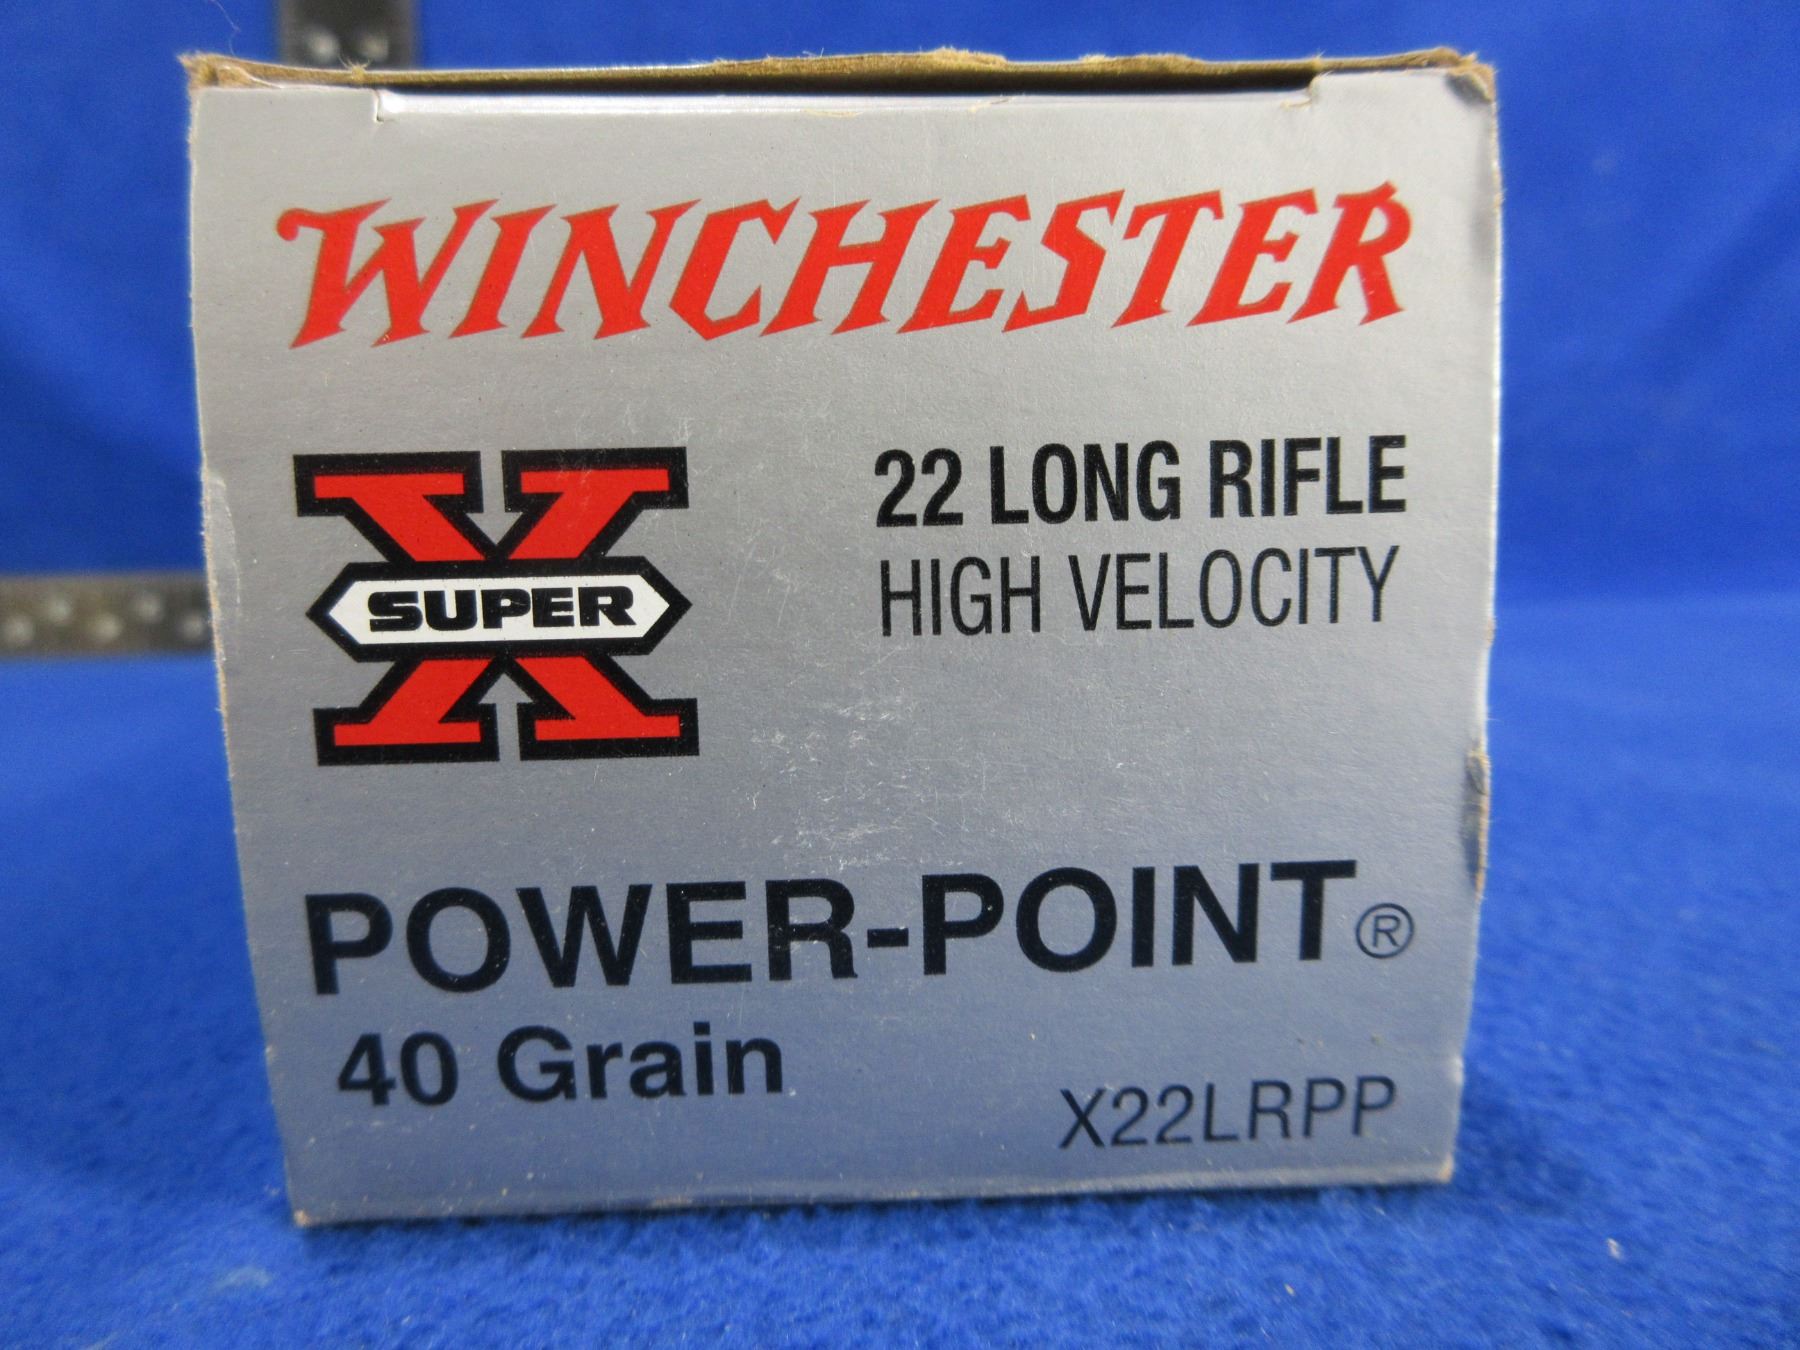 WINCHESTER
SUPER X
22 LONG RIFLE
HIGH VELOCITY
POWER-POINT®
40 Grain
X22LRPP